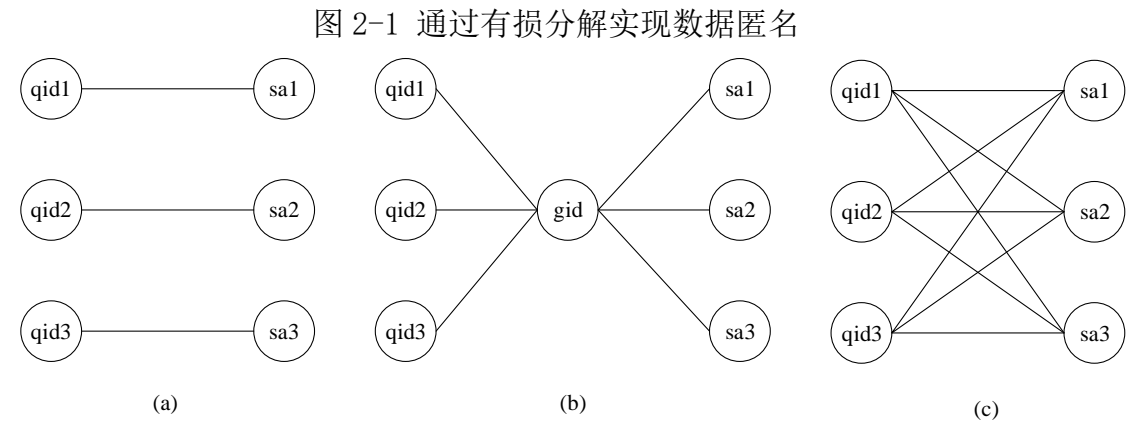 图 2-1 通过有损分解实现数据匿名
qid1 sa1 qid1 sa1 qid1 sa1
qid2 sa2 qid2 gid sa2 qid2 sa2
qid3 sa3 qid3 sa3 qid3 sa3
(a) (b) (c)